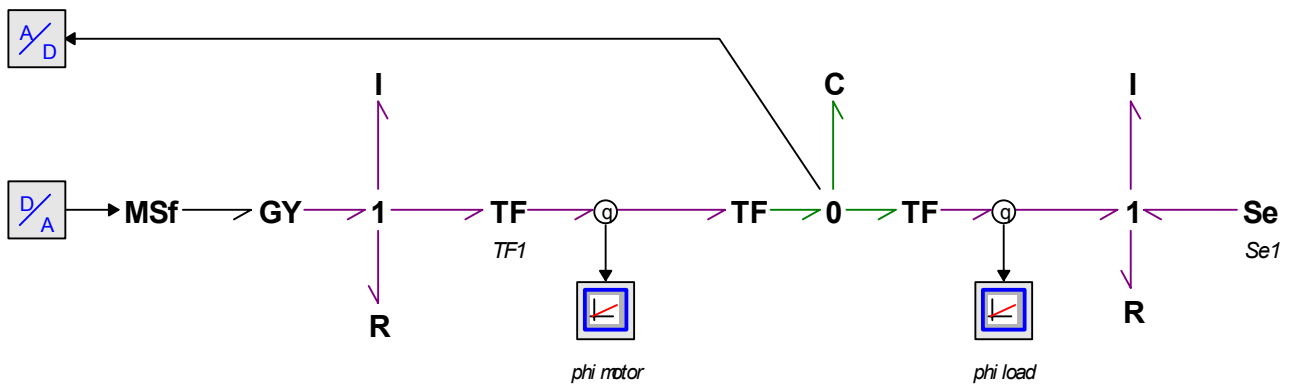 A/D
I
C
I
D/A
MSf
GY
1
TF
q
TF
0
TF
q
1
Se
TF1
Se1
R
R
phi motor
phi load